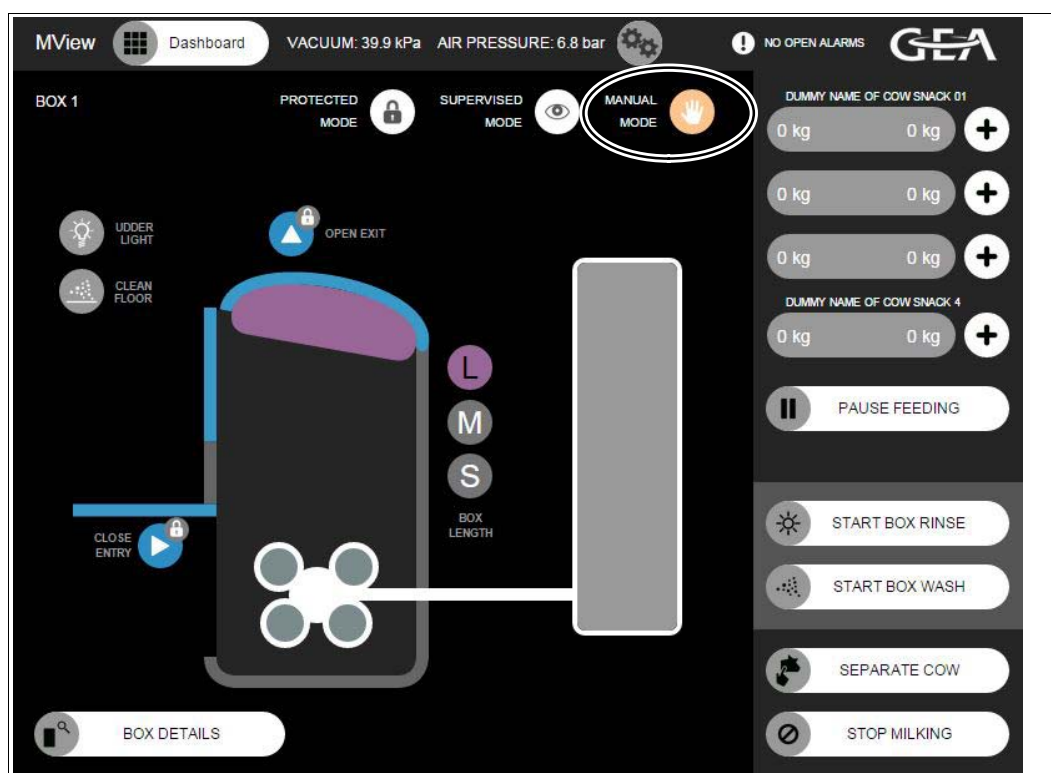 MView
Dashboard
VACUUM: 39.9 kPa
AIR PRESSURE: 6.8 bar
NO OPEN ALARMS
GEA
BOX 1
PROTECTED
MODE
SUPERVISED
MODE
MANUAL
MODE
UDDER
LIGHT
CLEAN
FLOOR
OPEN EXIT
L
M
S
BOX
LENGTH
CLOSE
ENTRY
BOX DETAILS
DUMMY NAME OF COW SNACK 01
0 kg 0 kg
0 kg 0 kg
0 kg 0 kg
DUMMY NAME OF COW SNACK 4
0 kg 0 kg
PAUSE FEEDING
START BOX RINSE
START BOX WASH
SEPARATE COW
STOP MILKING